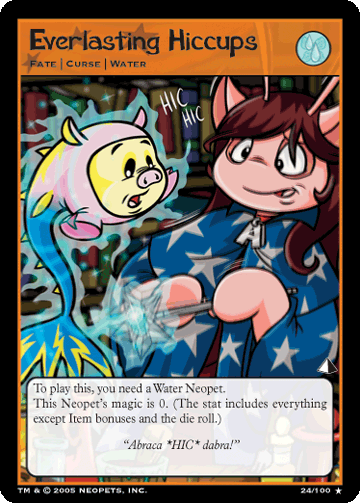 Everlasting Hiccups
Fate | Curse | Water
HIC
HIC
A
To play this, you need a Water Neopet.
This Neopet's magic is 0. (The stat includes everything
except Item bonuses and the die roll.)
"Abraca *HIC* dabra!"
TM & © 2005 NEOPETS, INC.
24/100 ★